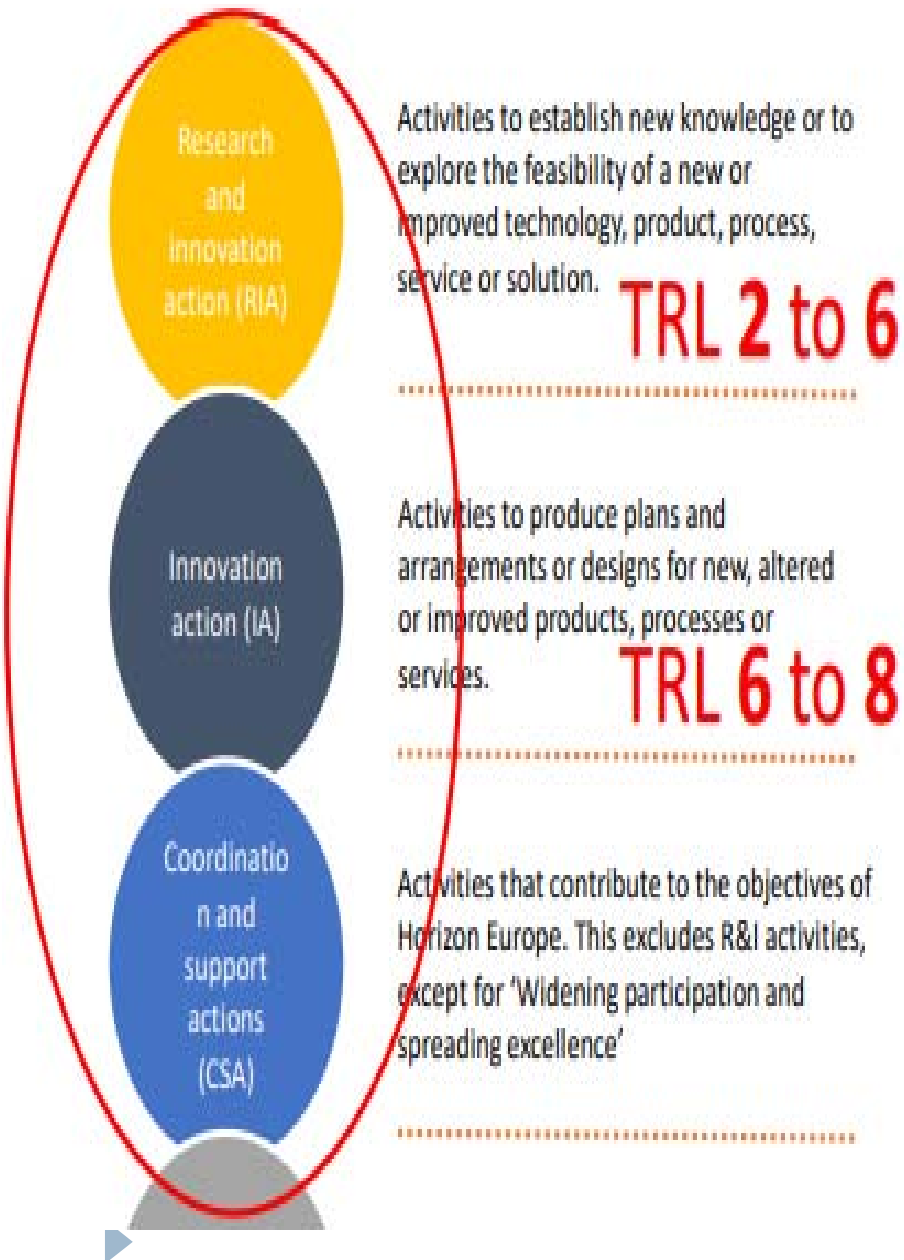 Research
and
innovation
action (RIA)
Activities to establish new knowledge or to
explore the feasibility of a new or
improved technology, product, process,
service or solution.
TRL 2 to 6
Innovation
action (IA)
Activities to produce plans and
arrangements or designs for new, altered
or improved products, processes or
services.
TRL 6 to 8
Coordinatio
n and
support
actions
(CSA)
Activities that contribute to the objectives of
Horizon Europe. This excludes R&I activities,
except for ‘Widening participation and
spreading excellence’